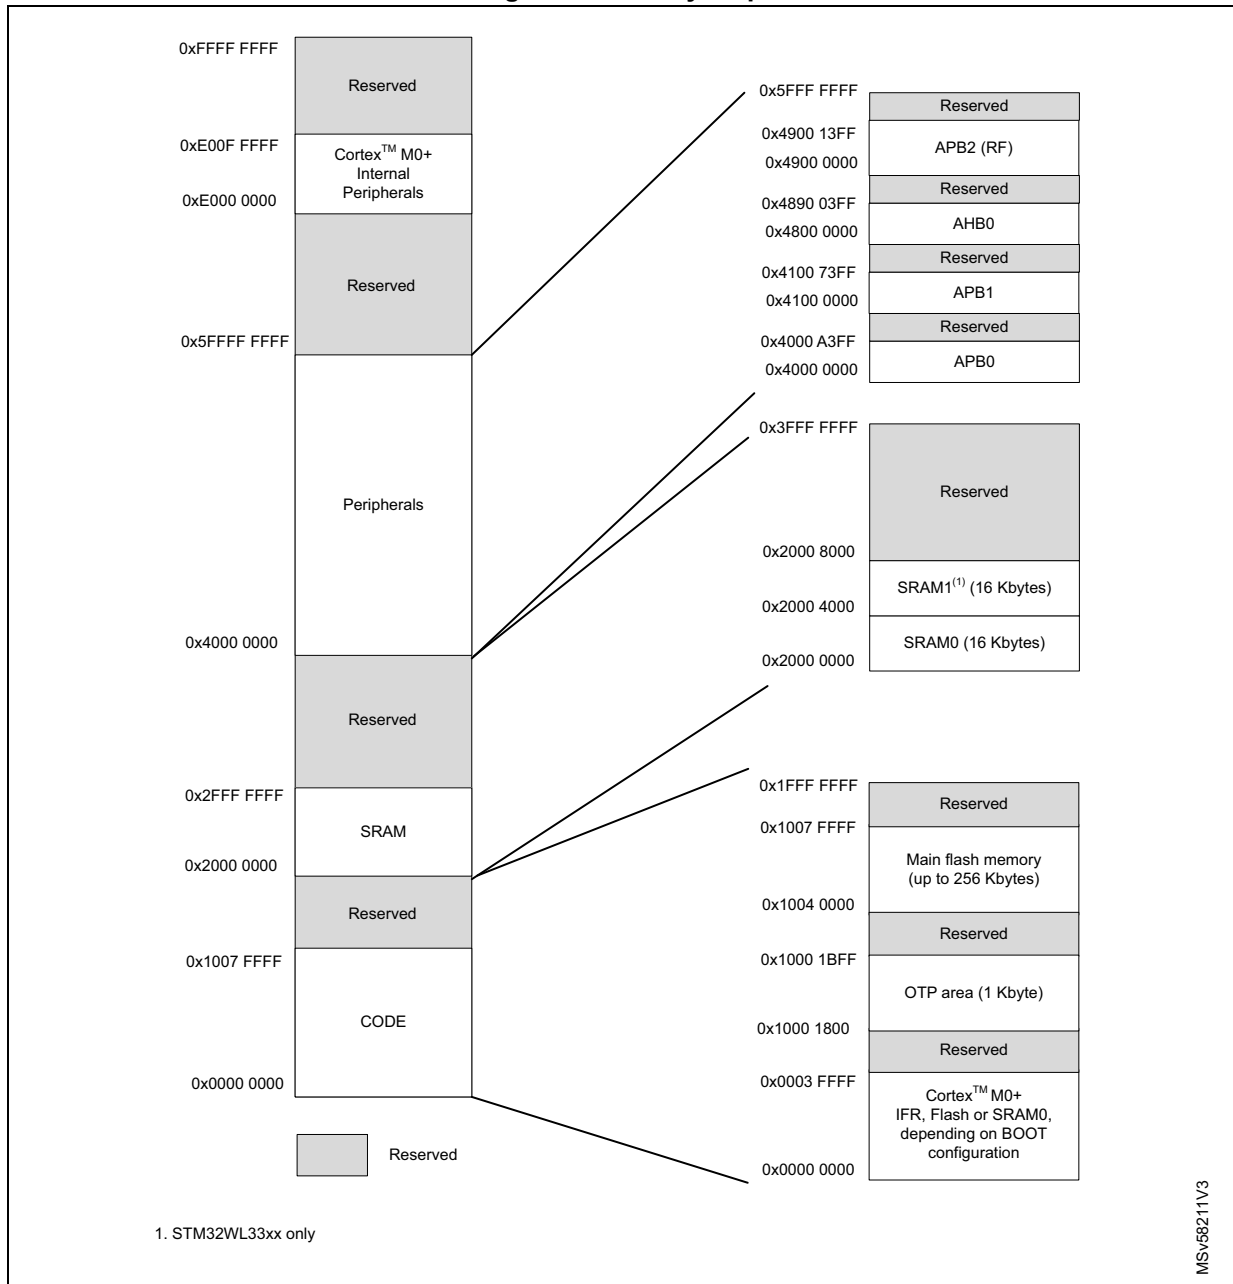 0xFFFF FFFF
Reserved
0xE00F FFFF
Cortex™ M0+
Internal
Peripherals
0xE000 0000
Reserved
0x5FFFF FFFF
Peripherals
0x4000 0000
Reserved
0x2FFF FFFF
SRAM
0x2000 0000
Reserved
0x1007 FFFF
CODE
0x0000 0000
Reserved
0x5FFF FFFF
Reserved
0x4900 13FF
APB2 (RF)
0x4900 0000
Reserved
0x4890 03FF
AHB0
0x4800 0000
Reserved
0x4100 73FF
APB1
0x4100 0000
Reserved
0x4000 A3FF
APB0
0x4000 0000
0x3FFF FFFF
Reserved
0x2000 8000
SRAM1(1) (16 Kbytes)
0x2000 4000
SRAM0 (16 Kbytes)
0x2000 0000
0x1FFF FFFF
Reserved
0x1007 FFFF
Main flash memory
(up to 256 Kbytes)
0x1004 0000
Reserved
0x1000 1BFF
OTP area (1 Kbyte)
0x1000 1800
Reserved
0x0003 FFFF
Cortex™ M0+
IFR, Flash or SRAM0,
depending on BOOT
configuration
0x0000 0000
1. STM32WL33xx only
MSv58211V3